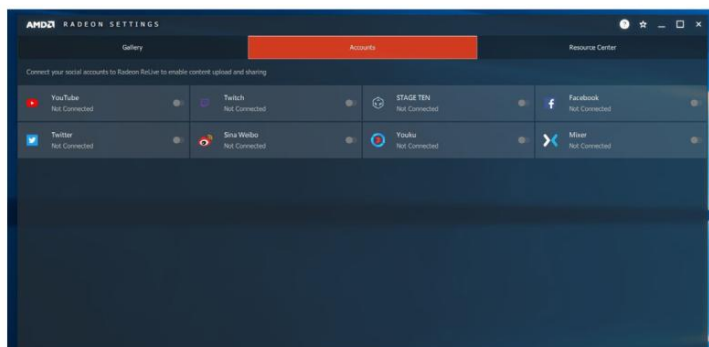 AMD RADEON SETTINGS
Gallery
Accounts
Resource Center
Connect your social accounts to Radeon ReLive to enable content upload and sharing
YouTube
Not Connected
Twitch
Not Connected
STAGE TEN
Not Connected
Facebook
Not Connected
Twitter
Not Connected
Sina Weibo
Not Connected
Youku
Not Connected
Mixer
Not Connected